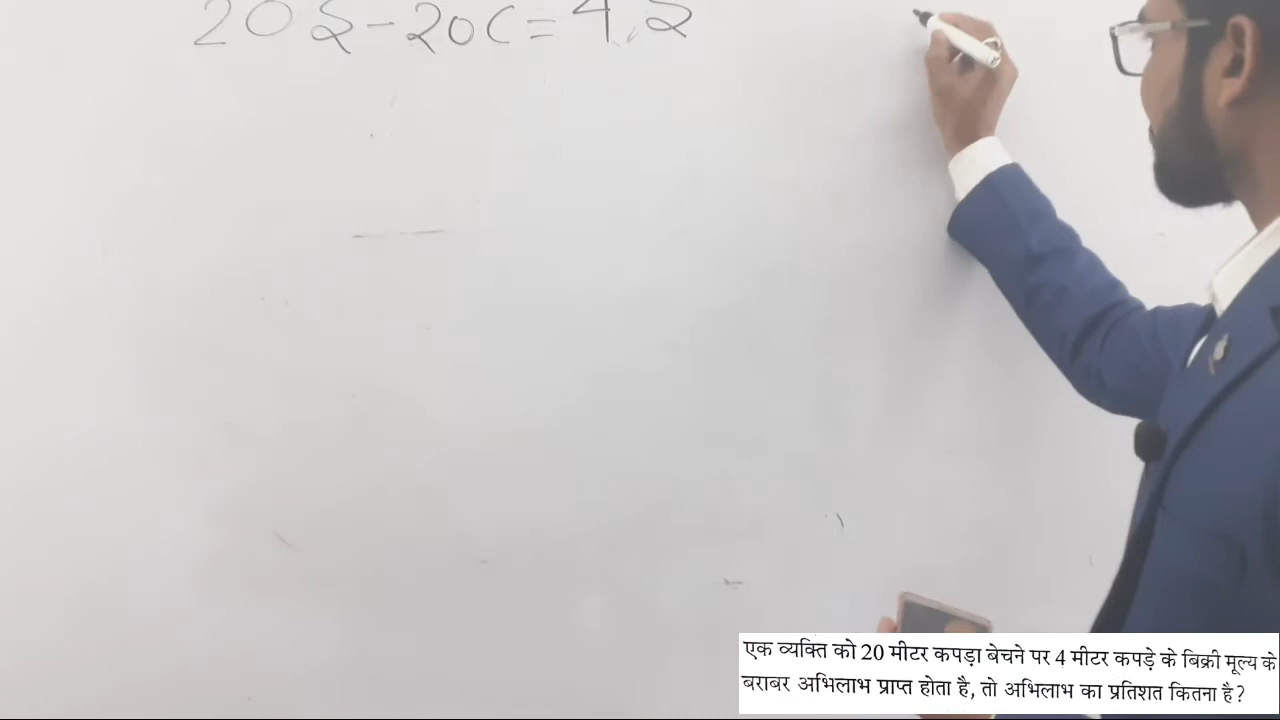 20S-20C=4.S
एक व्यक्ति को 20 मीटर कपड़ा बेचने पर 4 मीटर कपड़े के बिक्री मूल्य के
बराबर अभिलाभ प्राप्त होता है, तो अभिलाभ का प्रतिशत कितना है?